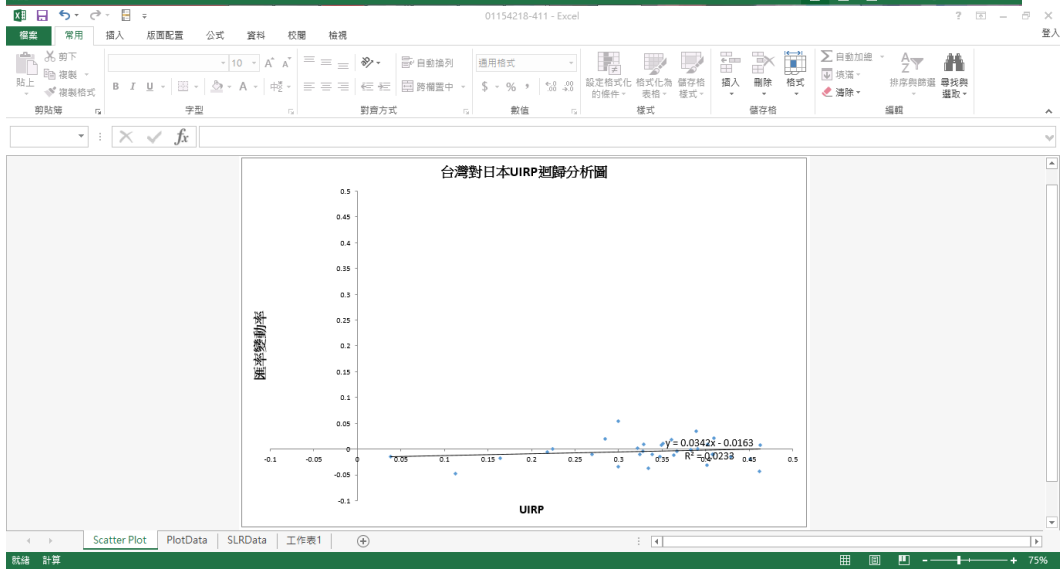 01154218-411 - Excel
檔案 常用 插入 版面配置 公式 資料 校閱 檢視 登入
貼上 剪下 複製 複製格式
10 A A
B I U A
自動換列
跨欄置中
通用格式
$ - % ,
設定格式化的條件 格式化為表格 儲存格樣式
插入 刪除 格式
自動加總 填滿 清除
排序與篩選 尋找與選取
剪貼簿 字型 對齊方式 數值 樣式 儲存格 編輯
fx
台灣對日本UIRP迴歸分析圖
0.5
0.45
0.4
0.35
0.3
0.25
0.2
0.15
0.1
0.05
0
-0.05
-0.1
匯率變動率
y = 0.0342x - 0.0163
R² = 0.0233
-0.1 -0.05 0 0.05 0.1 0.15 0.2 0.25 0.3 0.35 0.4 0.45 0.5
UIRP
Scatter Plot PlotData SLRData 工作表1
就緒 計算 75%